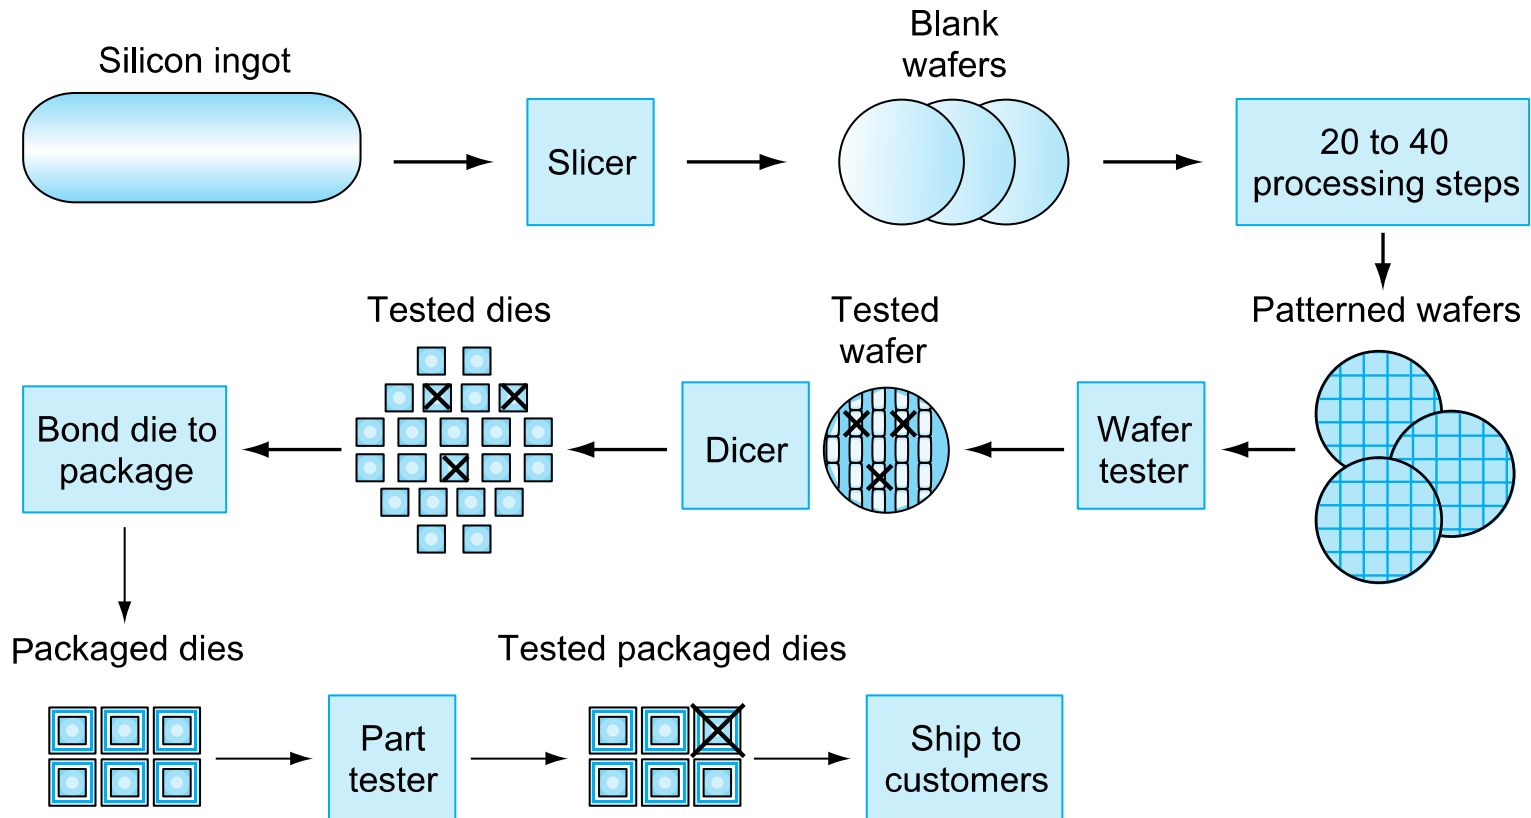 Silicon ingot
Slicer
Blank
wafers
20 to 40
processing steps
Tested dies
Tested
wafer
Patterned wafers
Bond die to
package
Dicer
Wafer
tester
Packaged dies
Tested packaged dies
Part
tester
Ship to
customers